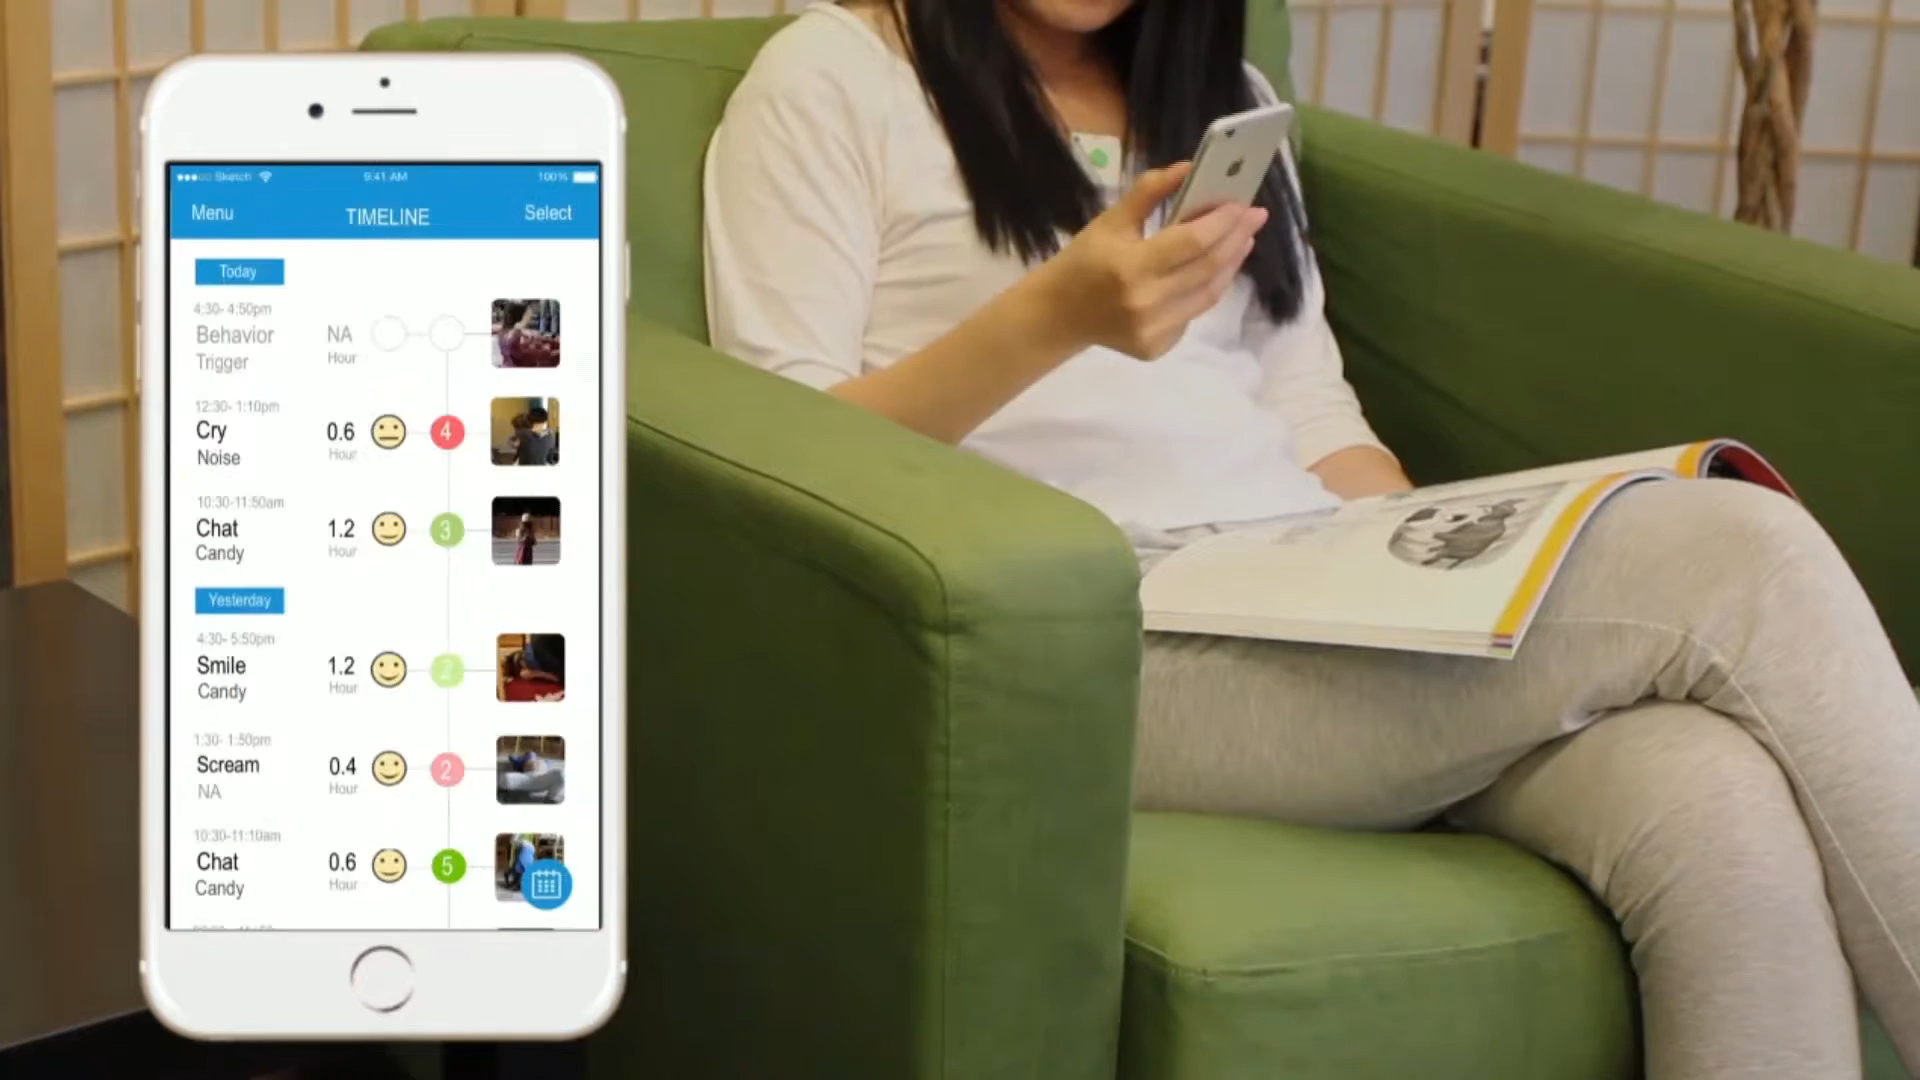 Sketch 9:41 AM 100%
Menu TIMELINE Select
Today
4:30- 4:50pm
Behavior NA
Trigger Hour
12:30- 1:10pm
Cry 0.6 4
Noise Hour
10:30-11:50am
Chat 1.2 3
Candy Hour
Yesterday
4:30- 5:50pm
Smile 1.2 2
Candy Hour
1:30- 1:50pm
Scream 0.4 2
NA Hour
10:30-11:10am
Chat 0.6 5
Candy Hour